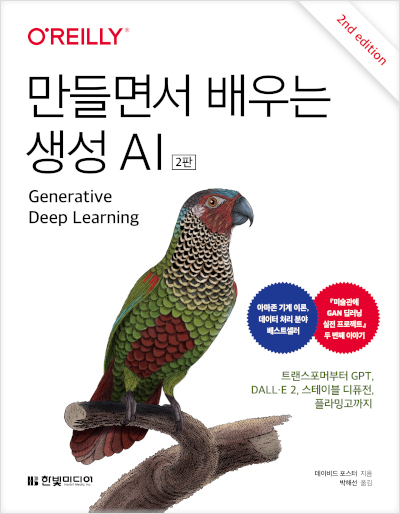 O'REILLY®
2nd edition
만들면서 배우는
생성 AI 2판
Generative
Deep Learning
아마존 기계 이론,
데이터 처리 분야
베스트셀러
『미술관에
GAN 딥러닝
실전 프로젝트』
두 번째 이야기
트랜스포머부터 GPT,
DALL·E 2, 스테이블 디퓨전,
플라밍고까지
한빛미디어
Hanbit Media, Inc.
데이비드 포스터 지음
박해선 옮김